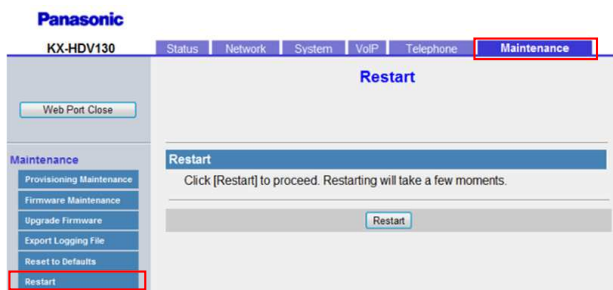 Panasonic
KX-HDV130
Status Network System VoIP Telephone Maintenance
Web Port Close
Maintenance
Provisioning Maintenance
Firmware Maintenance
Upgrade Firmware
Export Logging File
Reset to Defaults
Restart
Restart
Restart
Click [Restart] to proceed. Restarting will take a few moments.
Restart